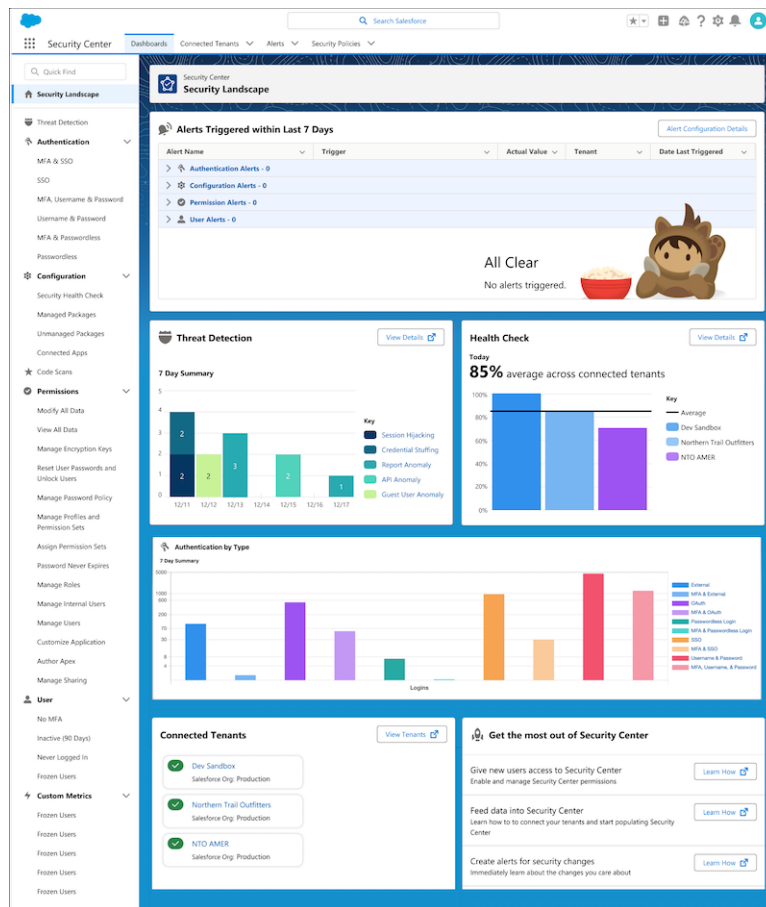 Search Salesforce
Security Center
Dashboards
Connected Tenants
Alerts
Security Policies
Quick Find
Security Landscape
Threat Detection
Authentication
MFA & SSO
SSO
MFA, Username & Password
Username & Password
MFA & Passwordless
Passwordless
Configuration
Security Health Check
Managed Packages
Unmanaged Packages
Connected Apps
Code Scans
Permissions
Modify All Data
View All Data
Manage Encryption Keys
Reset User Passwords and
Unlock Users
Manage Password Policy
Manage Profiles and
Permission Sets
Assign Permission Sets
Password Never Expires
Manage Roles
Manage Internal Users
Manage Users
Customize Application
Author Apex
Manage Sharing
User
No MFA
Inactive (90 Days)
Never Logged In
Frozen Users
Custom Metrics
Frozen Users
Frozen Users
Frozen Users
Frozen Users
Frozen Users
Security Center
Security Landscape
Alerts Triggered within Last 7 Days
Alert Configuration Details
Alert Name
Trigger
Actual Value
Tenant
Date Last Triggered
Authentication Alerts - 0
Configuration Alerts - 0
Permission Alerts - 0
User Alerts - 0
All Clear
No alerts triggered.
Threat Detection
View Details
7 Day Summary
5
4
3
2
1
0
2
2
2
3
2
1
12/11
12/12
12/13
12/14
12/15
12/16
12/17
Key
Session Hijacking
Credential Stuffing
Report Anomaly
API Anomaly
Guest User Anomaly
Health Check
View Details
Today
85% average across connected tenants
100%
80%
60%
40%
20%
0%
Key
Average
Dev Sandbox
Northern Trail Outfitters
NTO AMER
Authentication by Type
7 Day Summary
5000
1000
200
70
30
4
Logins
External
MFA & External
OAuth
MFA & OAuth
Passwordless Login
MFA & Passwordless Login
SSO
MFA & SSO
Username & Password
MFA, Username, & Password
Connected Tenants
View Tenants
Dev Sandbox
Salesforce Org: Production
Northern Trail Outfitters
Salesforce Org: Production
NTO AMER
Salesforce Org: Production
Get the most out of Security Center
Give new users access to Security Center
Enable and manage Security Center permissions
Learn How
Feed data into Security Center
Learn how to to connect your tenants and start populating Security
Center
Learn How
Create alerts for security changes
Immediately learn about the changes you care about
Learn How